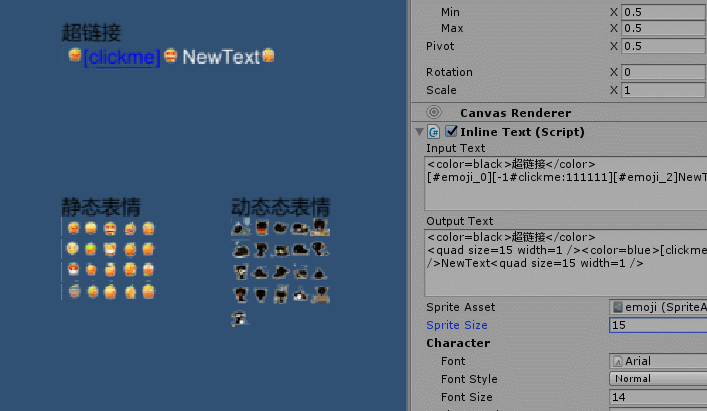 超链接
[clickme] NewText
静态表情
动态态表情
Min X 0.5
Max X 0.5
Pivot X 0.5
Rotation X 0
Scale X 1
Canvas Renderer
Inline Text (Script)
Input Text
<color=black>超链接</color>
[#emoji_0][-1#clickme:111111][#emoji_2]NewT
Output Text
<color=black>超链接</color>
<quad size=15 width=1 /><color=blue>[clickme
/>NewText<quad size=15 width=1 />
Sprite Asset emoji (SpriteA
Sprite Size 15
Character
Font Arial
Font Style Normal
Font Size 14